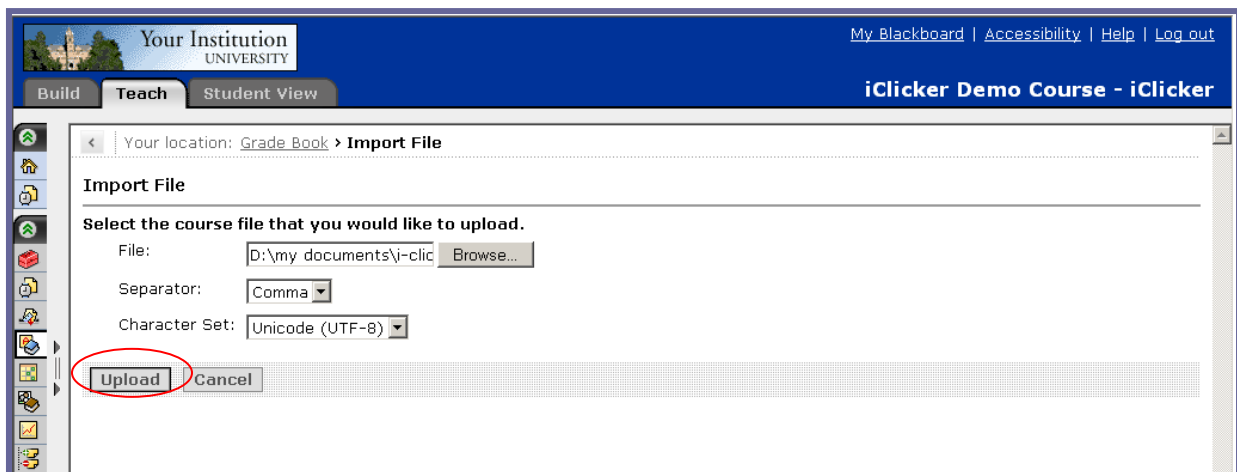 Your Institution
UNIVERSITY
My Blackboard | Accessibility | Help | Log out
Build Teach Student View
iClicker Demo Course - iClicker
Your location: Grade Book > Import File
Import File
Select the course file that you would like to upload.
File: D:\my documents\i-clic Browse...
Separator: Comma
Character Set: Unicode (UTF-8)
Upload Cancel